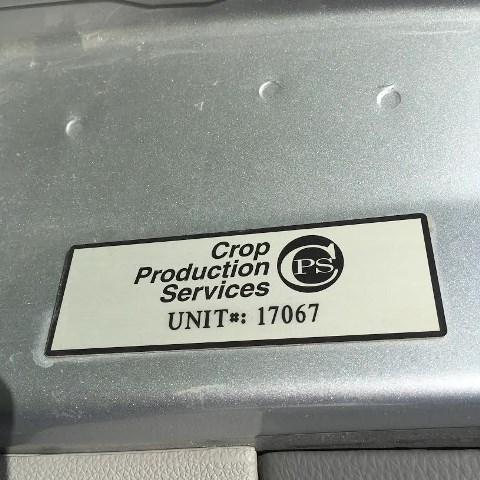 Crop
Production
Services
CPS
UNIT#: 17067